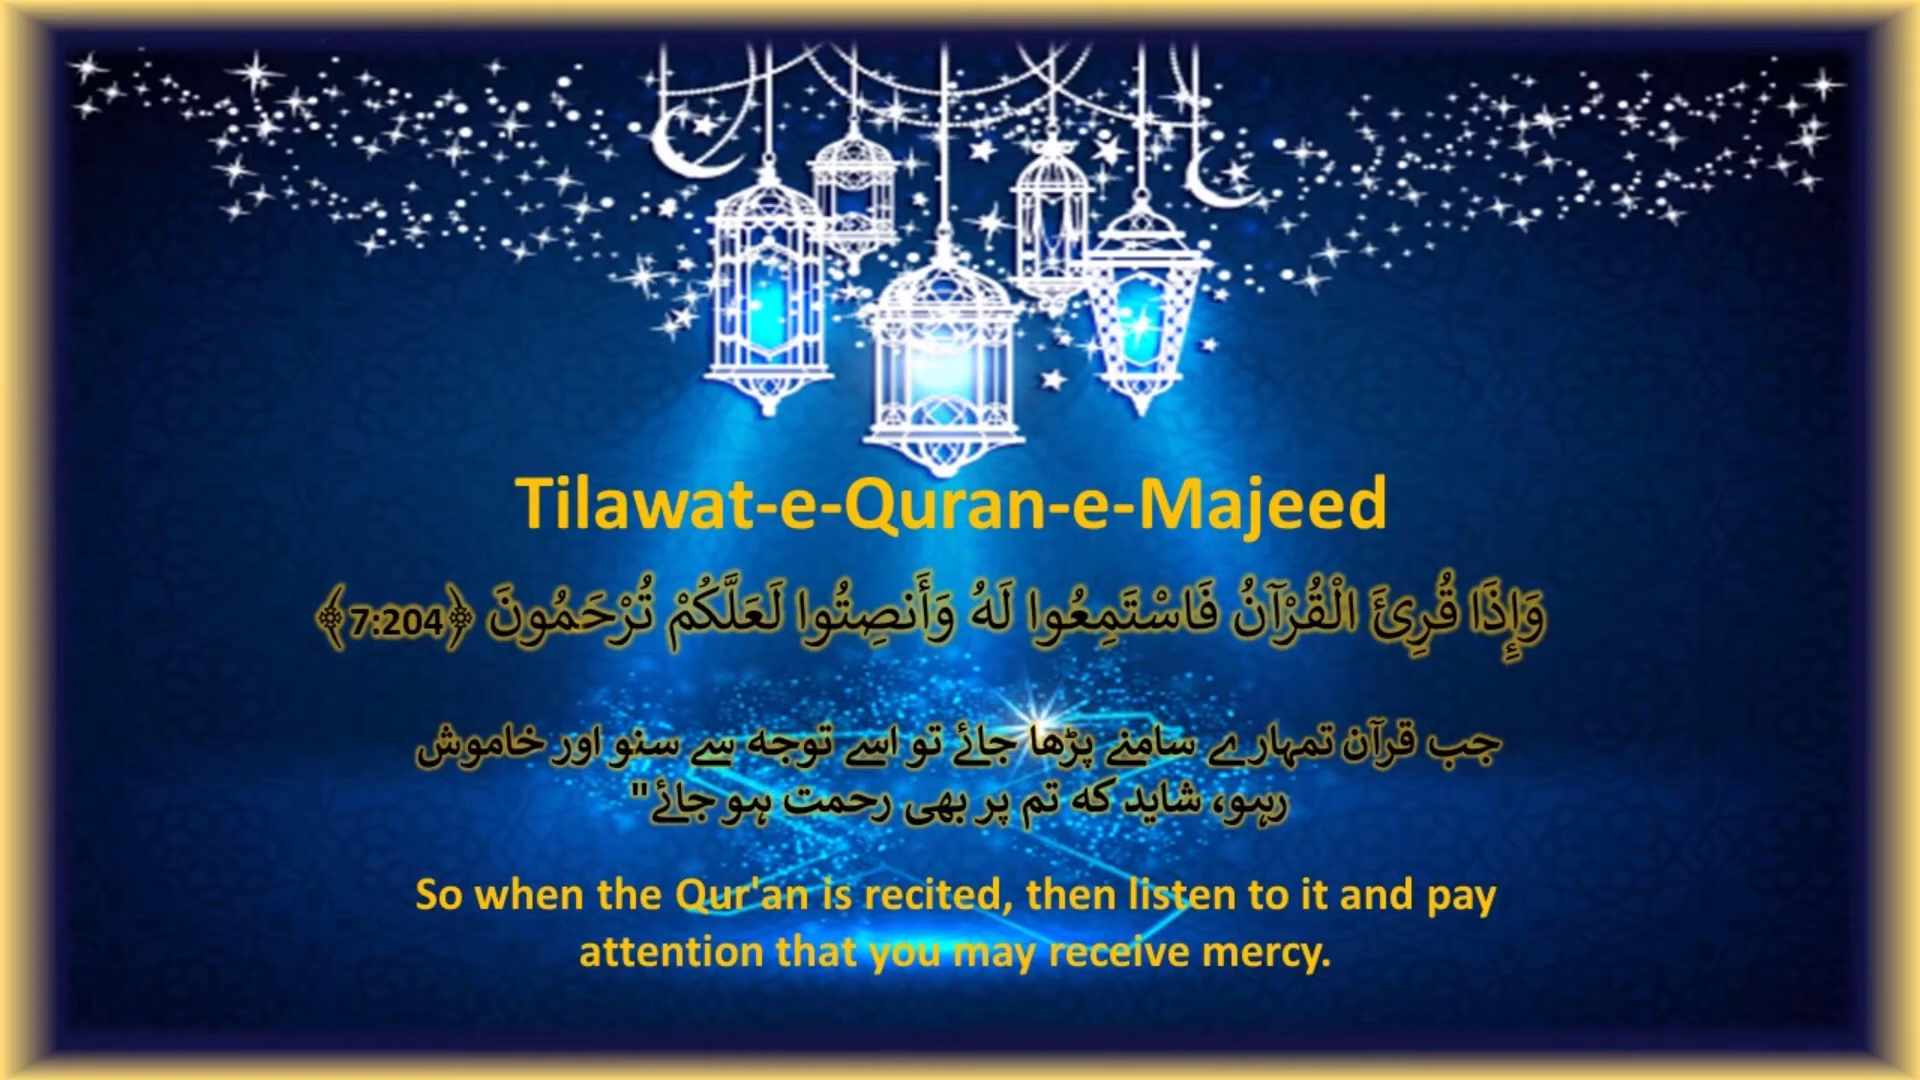 Tilawat-e-Quran-e-Majeed
وَإِذَا قُرِئَ الْقُرْآنُ فَاسْتَمِعُوا لَهُ وَأَنصِتُوا لَعَلَّكُمْ تُرْحَمُونَ ﴿7:204﴾
جب قرآن تمہارے سامنے پڑھا جائے تو اسے توجہ سے سنو اور خاموش
رہو، شاید کہ تم پر بھی رحمت ہو جائے"
So when the Qur'an is recited, then listen to it and pay
attention that you may receive mercy.